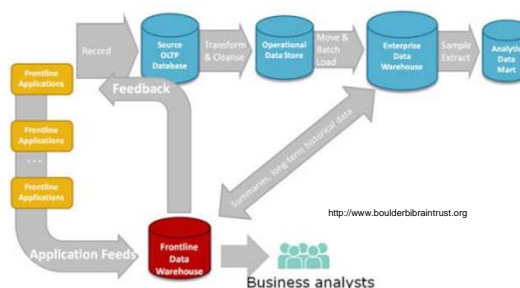 Record
Source
OLTP
Database
Transform
& Cleanse
Operational
Data Store
Move &
Batch
Load
Enterprise
Data
Warehouse
Sample
Extract
Analytic
Data
Mart
Frontline
Applications
Feedback
Frontline
Applications
. . .
Frontline
Applications
Summaries, long-term historical data
http://www.boulderbibraintrust.org
Application Feeds
Frontline
Data
Warehouse
Business analysts